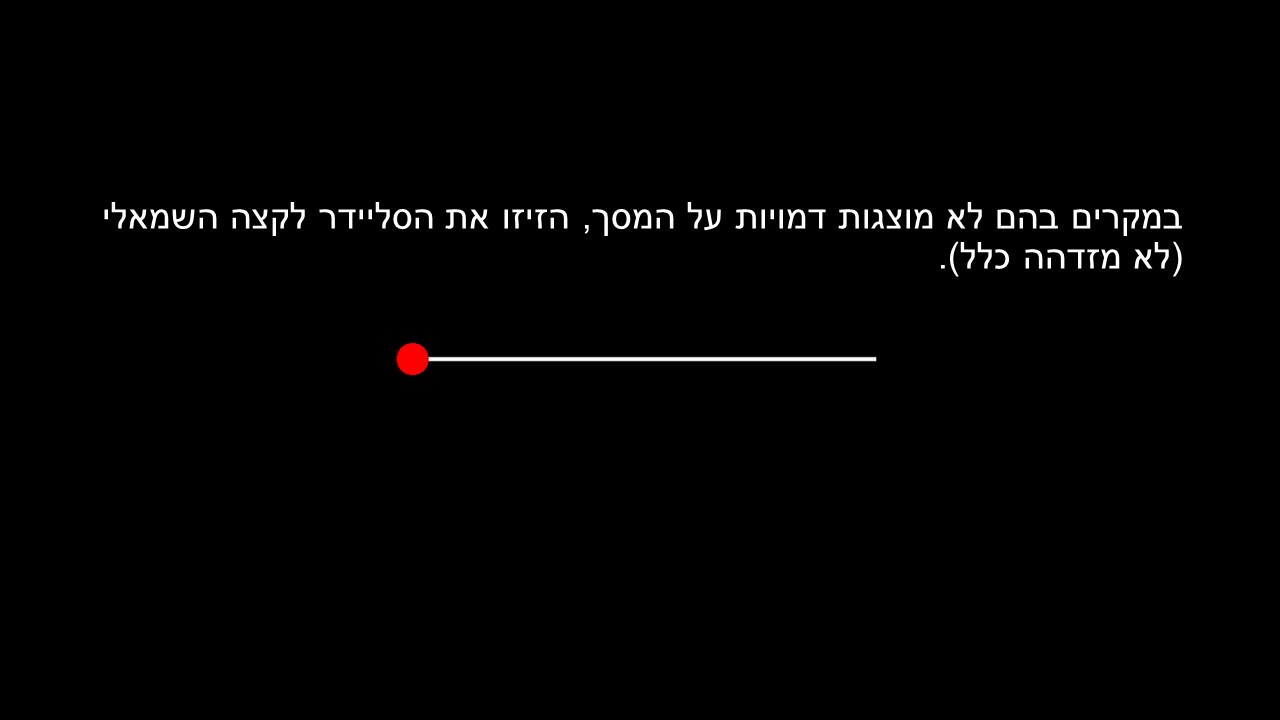 במקרים בהם לא מוצגות דמויות על המסך, הזיזו את הסליידר לקצה השמאלי
(לא מזדהה כלל).